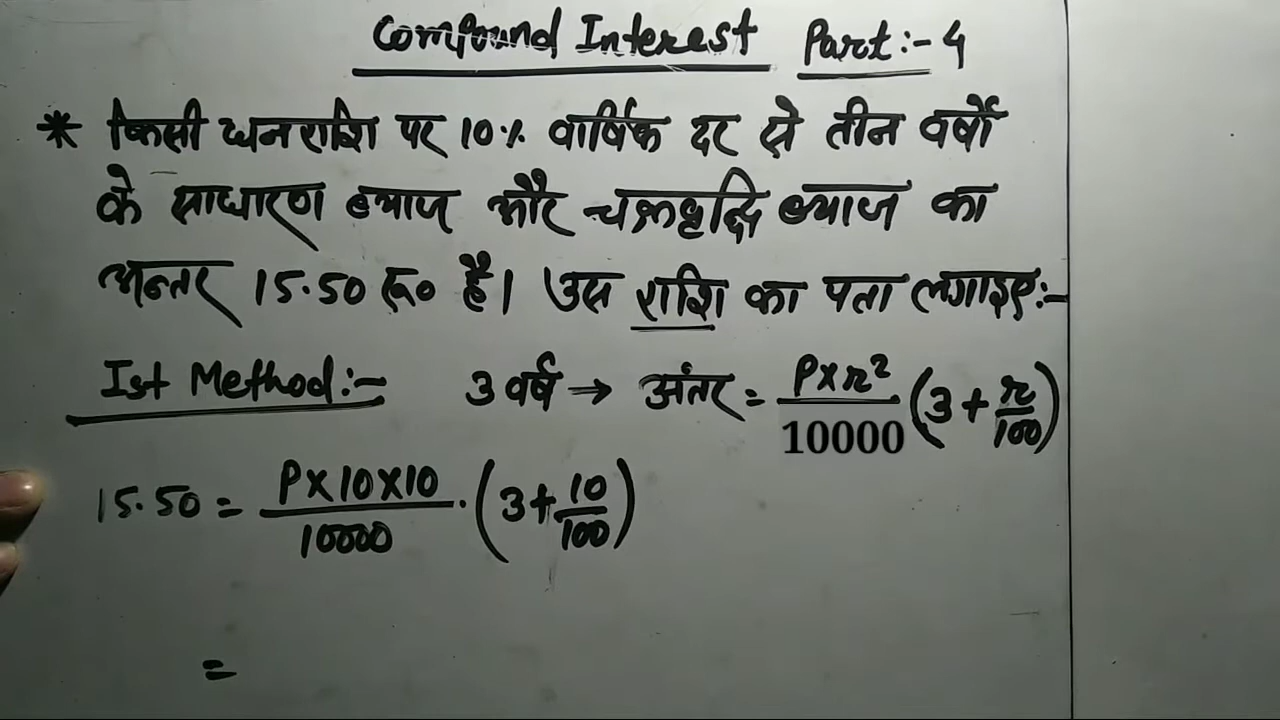 Compound Interest Part:- 4
* किसी धनराशि पर 10% वार्षिक दर से तीन वर्षो
के साधारण ब्याज और चक्रवृद्धि ब्याज का
अन्तर 15.50 रू० है। उस राशि का पता लगाइए:-
Ist Method:- 3 वर्ष → अंतर = P×r²/10000 (3 + r/100)
15.50 = P×10×10/10000 . (3 + 10/100)
=